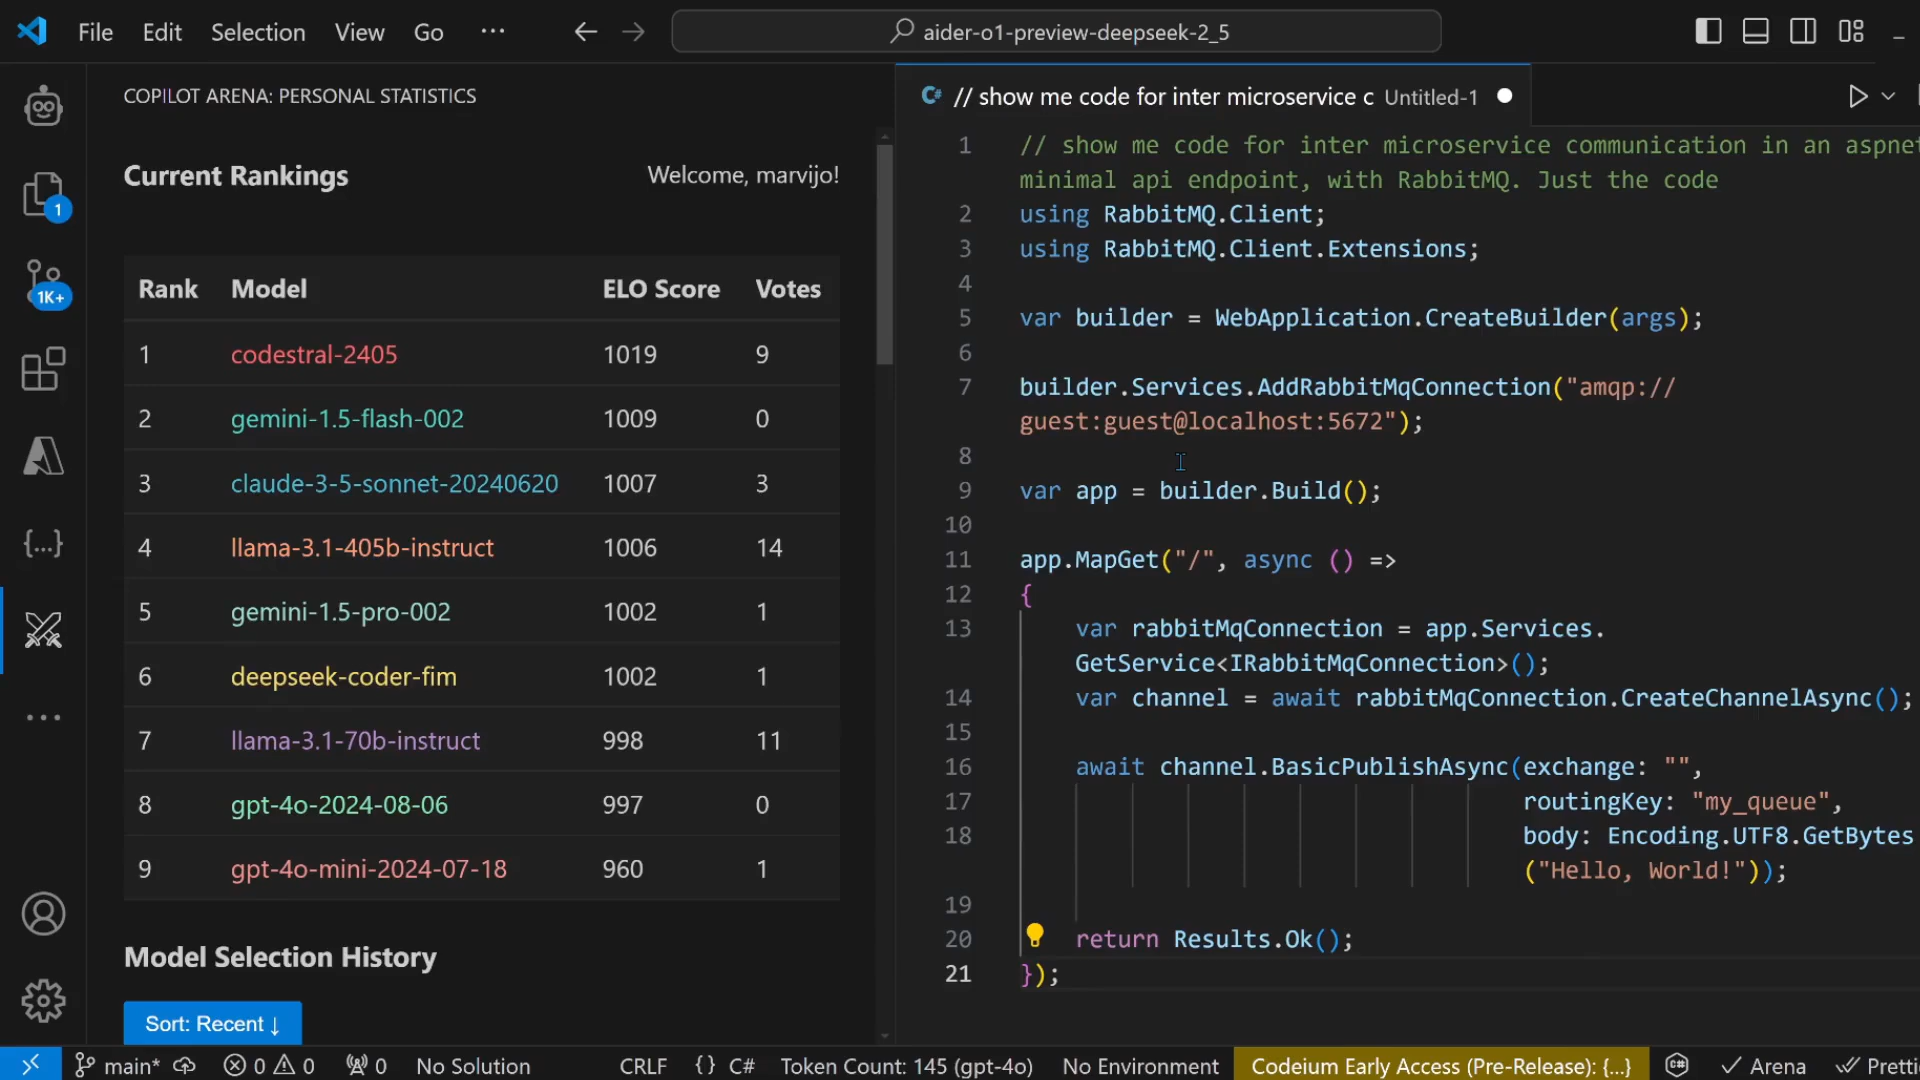 File Edit Selection View Go ··· aider-o1-preview-deepseek-2_5
COPILOT ARENA: PERSONAL STATISTICS
Current Rankings Welcome, marvijo!
Rank Model ELO Score Votes
1 codestral-2405 1019 9
2 gemini-1.5-flash-002 1009 0
3 claude-3-5-sonnet-20240620 1007 3
4 llama-3.1-405b-instruct 1006 14
5 gemini-1.5-pro-002 1002 1
6 deepseek-coder-fim 1002 1
7 llama-3.1-70b-instruct 998 11
8 gpt-4o-2024-08-06 997 0
9 gpt-4o-mini-2024-07-18 960 1
Model Selection History
Sort: Recent ↓
1
1K+
{...}
C# // show me code for inter microservice c Untitled-1
1 // show me code for inter microservice communication in an aspnet
minimal api endpoint, with RabbitMQ. Just the code
2 using RabbitMQ.Client;
3 using RabbitMQ.Client.Extensions;
4
5 var builder = WebApplication.CreateBuilder(args);
6
7 builder.Services.AddRabbitMqConnection("amqp://
guest:guest@localhost:5672");
8
9 var app = builder.Build();
10
11 app.MapGet("/", async () =>
12 {
13 var rabbitMqConnection = app.Services.
GetService<IRabbitMqConnection>();
14 var channel = await rabbitMqConnection.CreateChannelAsync();
15
16 await channel.BasicPublishAsync(exchange: "",
17 routingKey: "my_queue",
18 body: Encoding.UTF8.GetBytes
("Hello, World!"));
19
20 return Results.Ok();
21 });
main* 0 0 0 No Solution CRLF {} C# Token Count: 145 (gpt-4o) No Environment Codeium Early Access (Pre-Release): {...} Arena Pretti